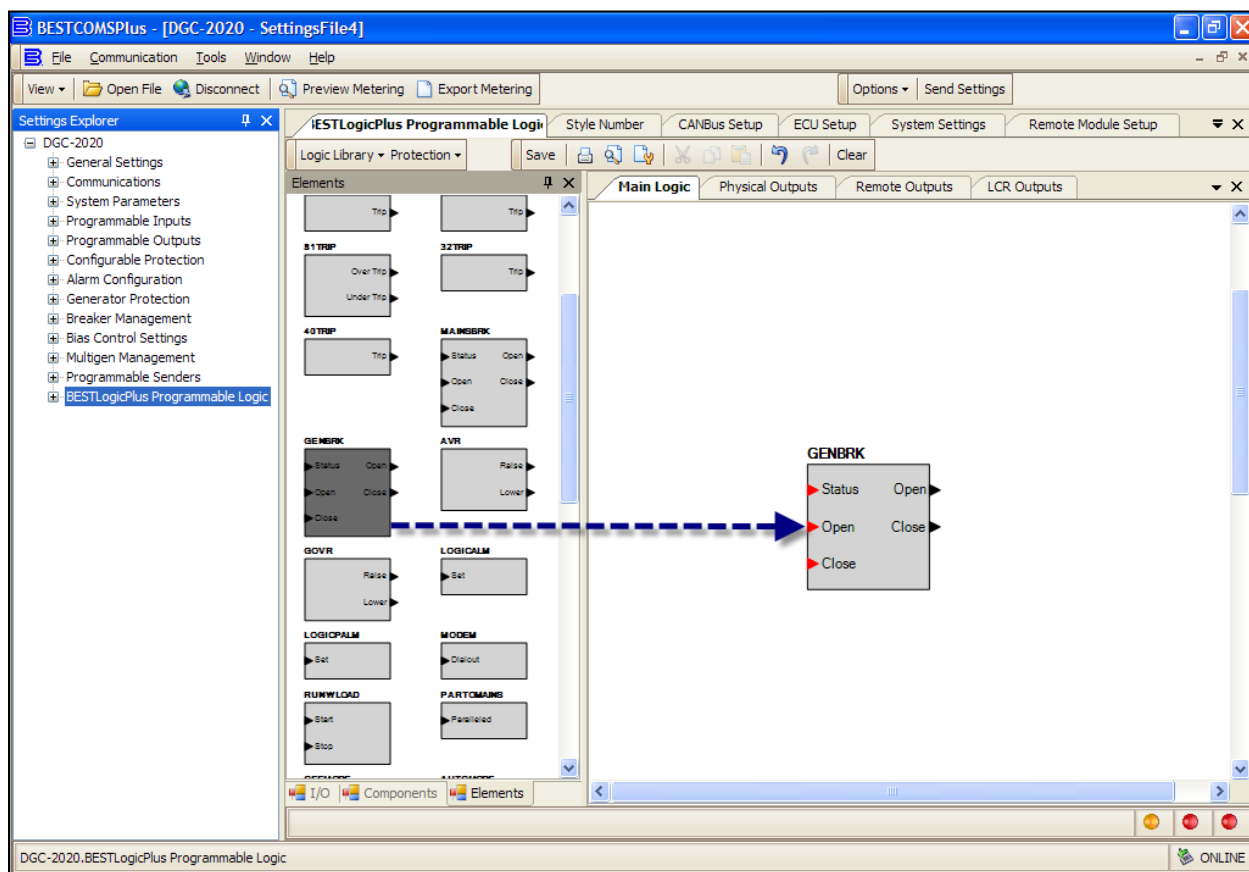 BESTCOMSPlus - [DGC-2020 - SettingsFile4]
File Communication Tools Window Help
View Open File Disconnect Preview Metering Export Metering Options Send Settings
Settings Explorer
DGC-2020
General Settings
Communications
System Parameters
Programmable Inputs
Programmable Outputs
Configurable Protection
Alarm Configuration
Generator Protection
Breaker Management
Bias Control Settings
Multigen Management
Programmable Senders
BESTLogicPlus Programmable Logic
BESTLogicPlus Programmable Logi Style Number CANBus Setup ECU Setup System Settings Remote Module Setup
Logic Library Protection Save Clear
Elements
Trip Trip
81TRIP 32TRIP
Over Trip Trip
Under Trip
40TRIP MAINSBRK
Trip Status Open
Open Close
Close
GENBRK AVR
Status Open Raise
Open Close Lower
Close
GOVR LOGICALM
Raise Set
Lower
LOGICPALM MODEM
Set Dialout
RUNWLOAD PARTOMAINS
Start Paralleled
Stop
I/O Components Elements
Main Logic Physical Outputs Remote Outputs LCR Outputs
GENBRK
Status Open
Open Close
Close
DGC-2020.BESTLogicPlus Programmable Logic ONLINE